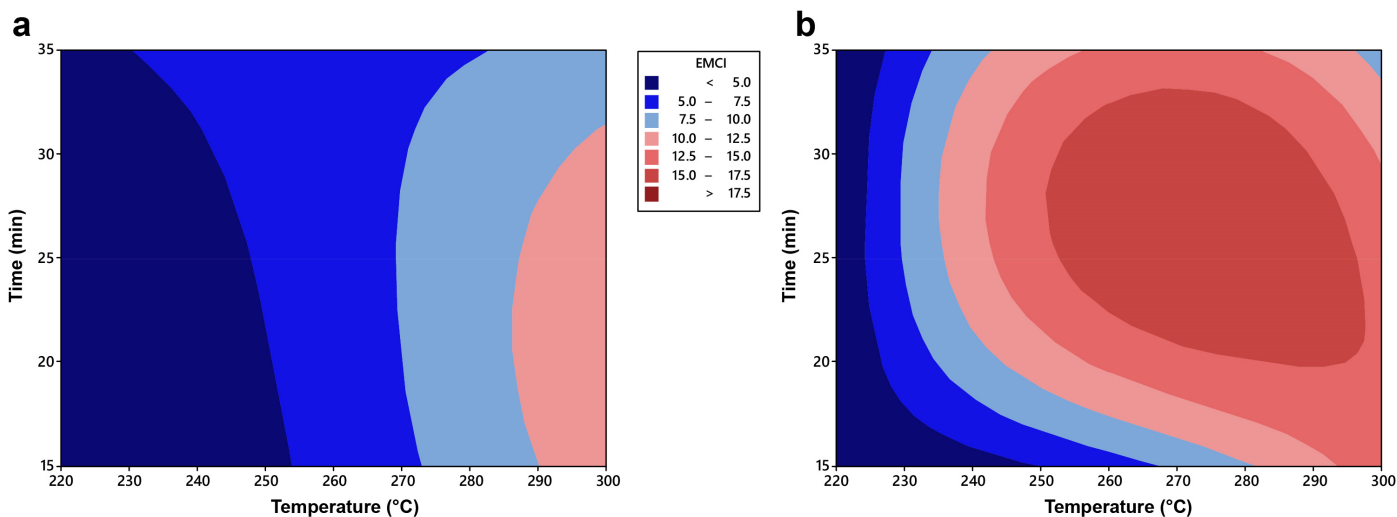 a
35
30
25
20
15
220 230 240 250 260 270 280 290 300
Time (min)
Temperature (°C)
EMCI
< 5.0
5.0 – 7.5
7.5 – 10.0
10.0 – 12.5
12.5 – 15.0
15.0 – 17.5
> 17.5
b
35
30
25
20
15
220 230 240 250 260 270 280 290 300
Time (min)
Temperature (°C)